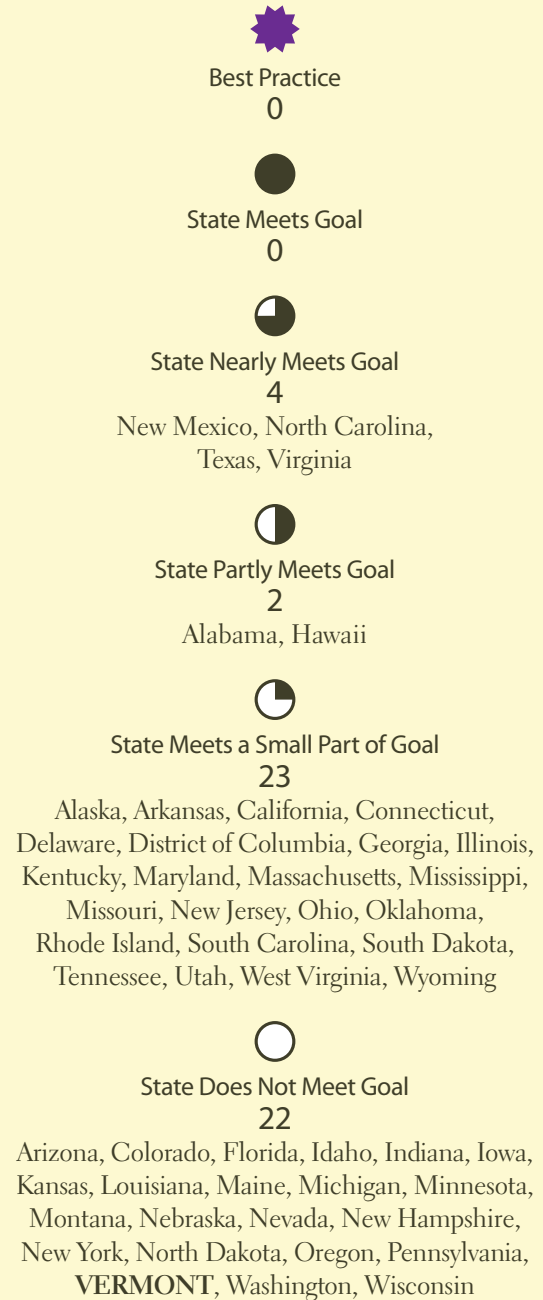 Best Practice
0
State Meets Goal
0
State Nearly Meets Goal
4
New Mexico, North Carolina,
Texas, Virginia
State Partly Meets Goal
2
Alabama, Hawaii
State Meets a Small Part of Goal
23
Alaska, Arkansas, California, Connecticut,
Delaware, District of Columbia, Georgia, Illinois,
Kentucky, Maryland, Massachusetts, Mississippi,
Missouri, New Jersey, Ohio, Oklahoma,
Rhode Island, South Carolina, South Dakota,
Tennessee, Utah, West Virginia, Wyoming
State Does Not Meet Goal
22
Arizona, Colorado, Florida, Idaho, Indiana, Iowa,
Kansas, Louisiana, Maine, Michigan, Minnesota,
Montana, Nebraska, Nevada, New Hampshire,
New York, North Dakota, Oregon, Pennsylvania,
VERMONT, Washington, Wisconsin